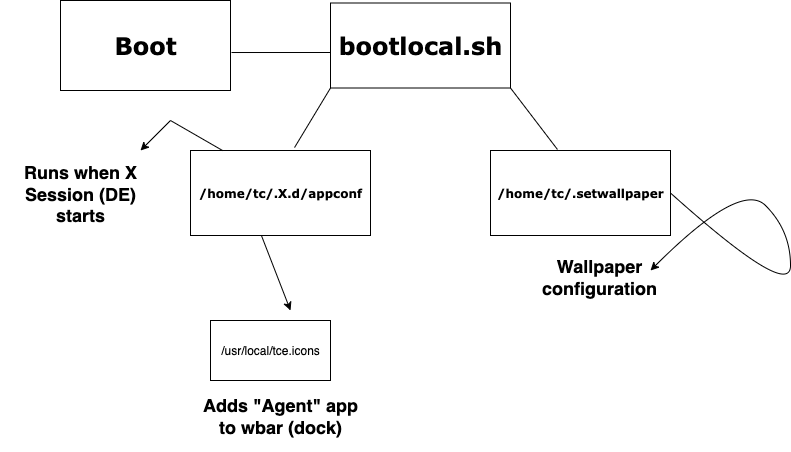 Boot
bootlocal.sh
Runs when X
Session (DE)
starts
/home/tc/.X.d/appconf
/home/tc/.setwallpaper
Wallpaper
configuration
/usr/local/tce.icons
Adds "Agent" app
to wbar (dock)